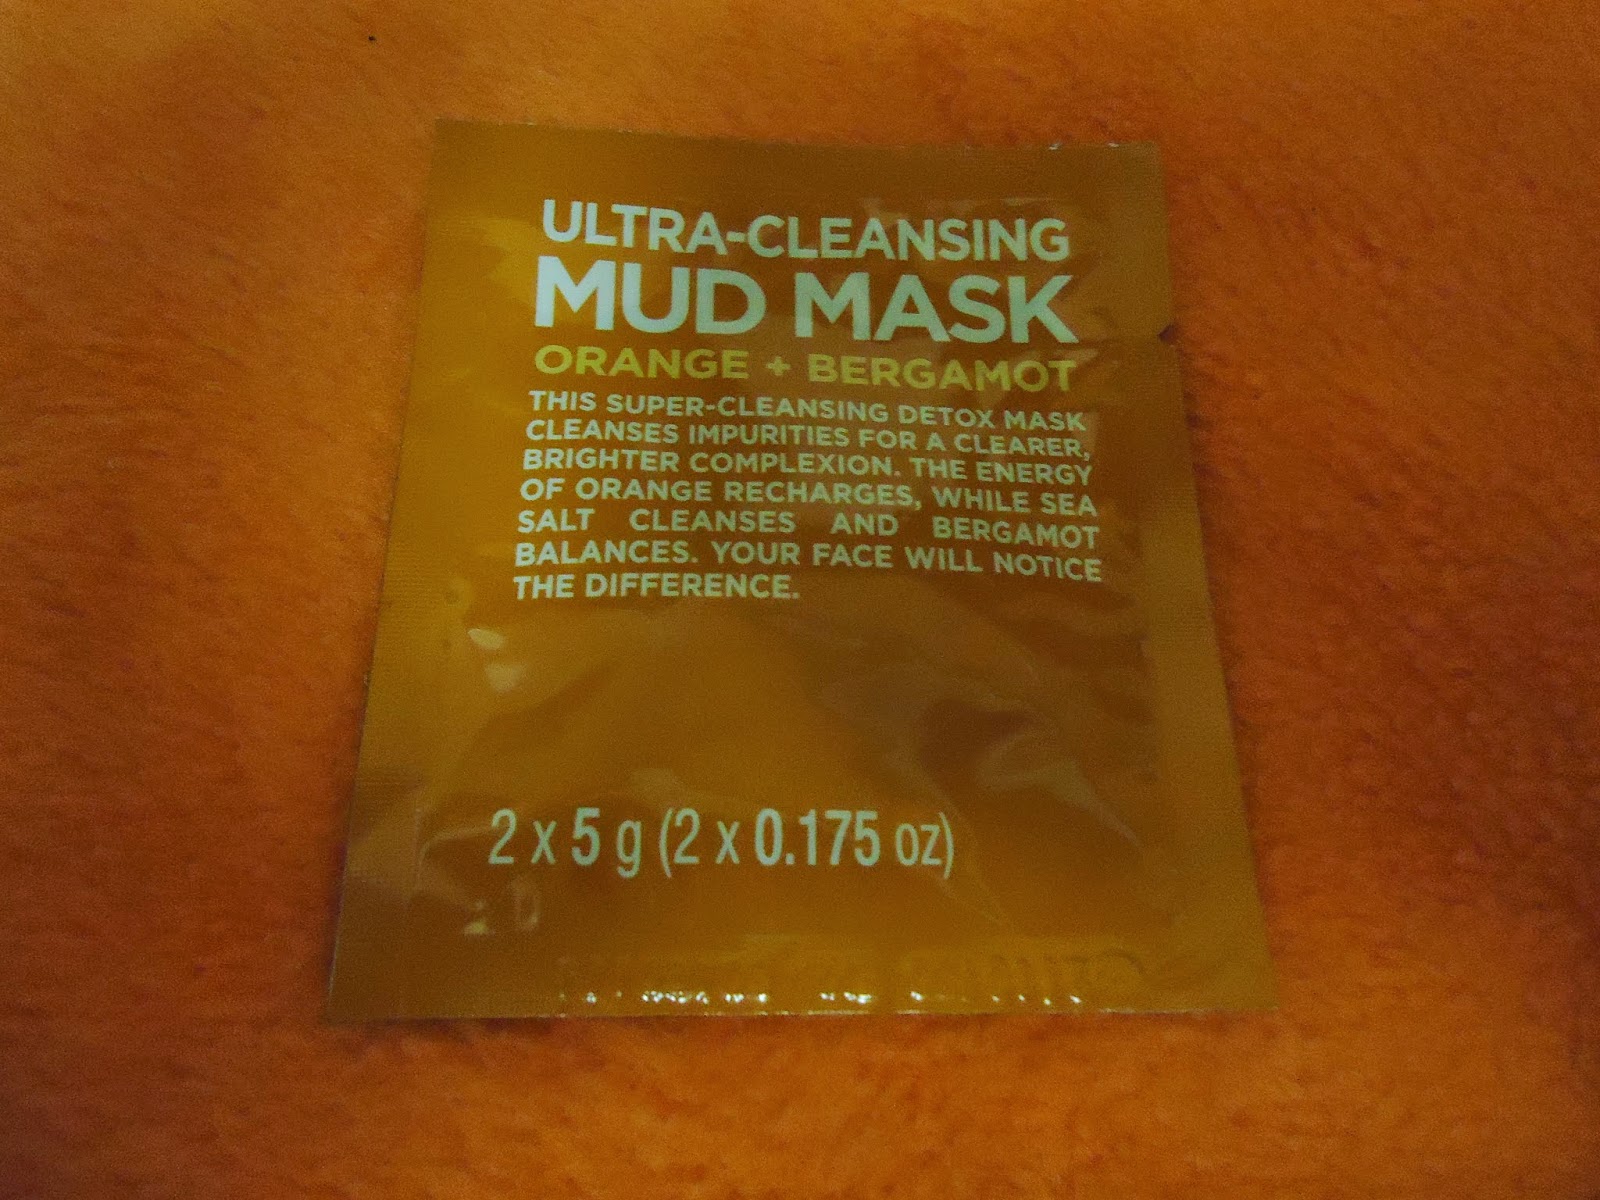 ULTRA-CLEANSING
MUD MASK
ORANGE + BERGAMOT
THIS SUPER-CLEANSING DETOX MASK
CLEANSES IMPURITIES FOR A CLEARER,
BRIGHTER COMPLEXION. THE ENERGY
OF ORANGE RECHARGES, WHILE SEA
SALT CLEANSES AND BERGAMOT
BALANCES. YOUR FACE WILL NOTICE
THE DIFFERENCE.
2 x 5 g (2 x 0.175 oz)